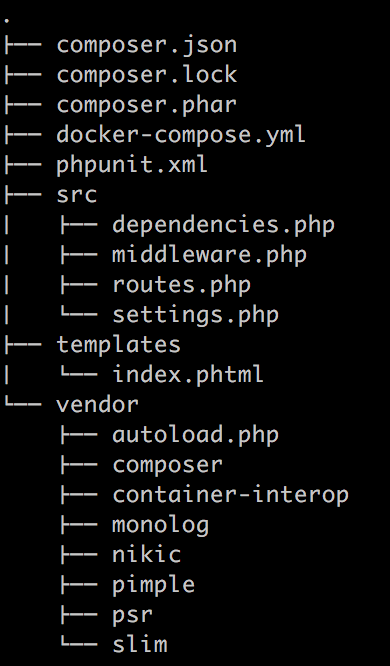 .
├── composer.json
├── composer.lock
├── composer.phar
├── docker-compose.yml
├── phpunit.xml
├── src
│   ├── dependencies.php
│   ├── middleware.php
│   ├── routes.php
│   └── settings.php
├── templates
│   └── index.phtml
└── vendor
    ├── autoload.php
    ├── composer
    ├── container-interop
    ├── monolog
    ├── nikic
    ├── pimple
    ├── psr
    └── slim